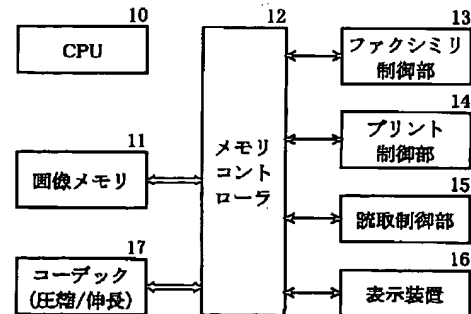 10
CPU
11
画像メモリ
17
コーデック
(圧縮/伸長)
12
メモリ
コント
ローラ
13
ファクシミリ
制御部
14
プリント
制御部
15
読取制御部
16
表示装置